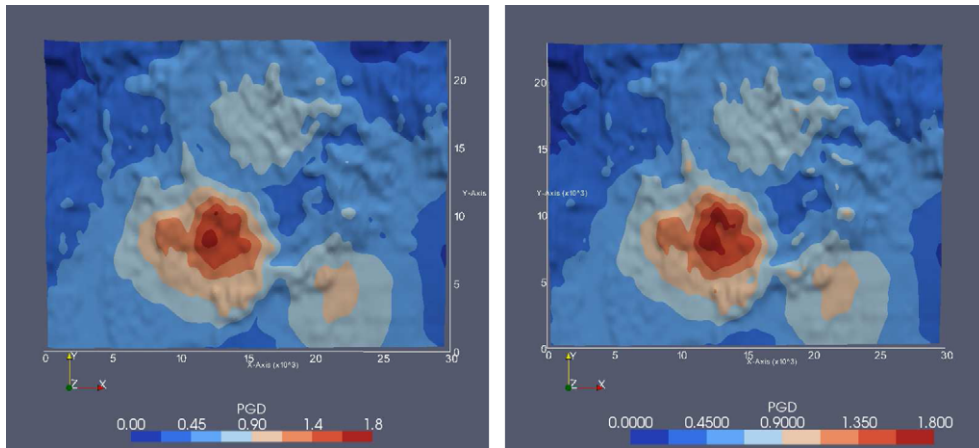 20
15
Y-Axis
10
5
0
0 5 10 15 20 25 30
X-Axis (x10^3)
Y
Z X
PGD
0.00 0.45 0.90 1.4 1.8
20
15
Y-Axis (x10^3)
10
5
0
0 5 10 15 20 25 30
X-Axis (x10^3)
Y
Z X
PGD
0.0000 0.4500 0.9000 1.350 1.800